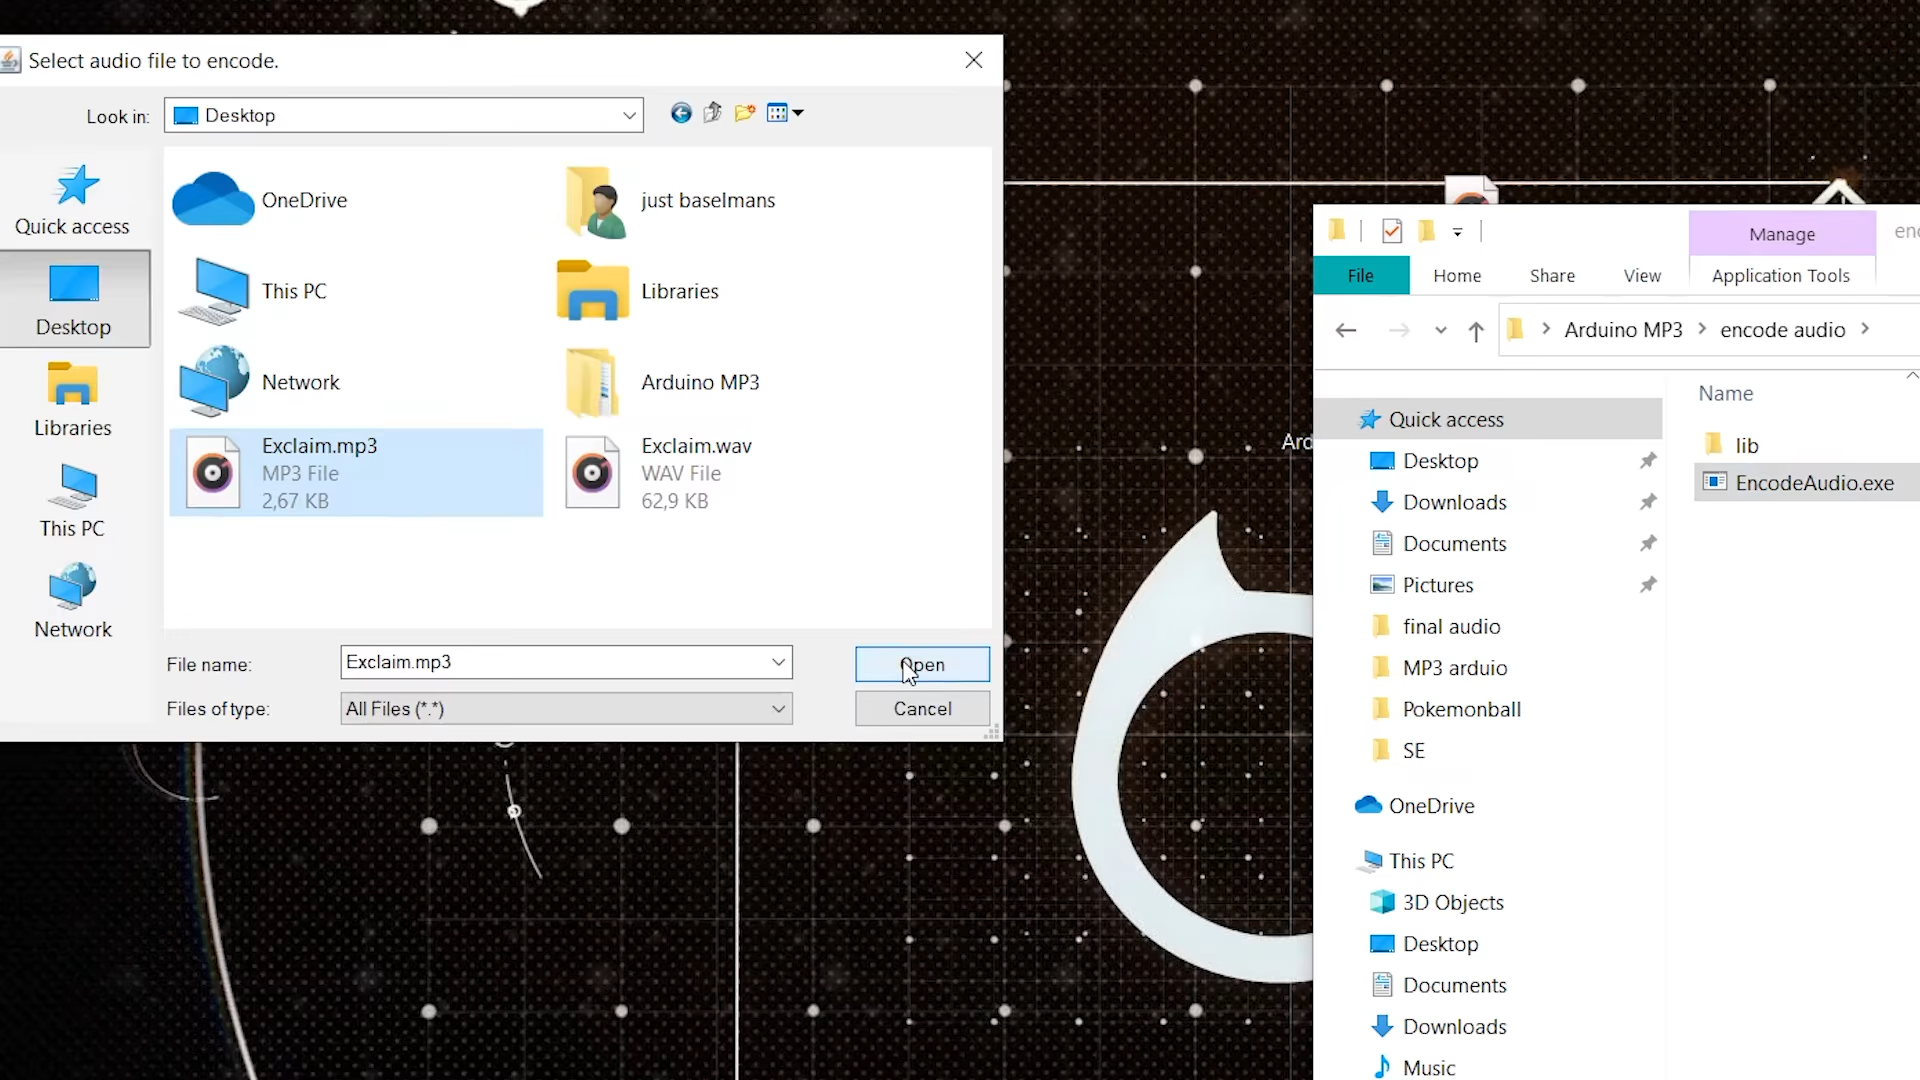 Select audio file to encode.
Look in:
Desktop
Quick access
Desktop
Libraries
This PC
Network
OneDrive
just baselmans
This PC
Libraries
Network
Arduino MP3
Exclaim.mp3
MP3 File
2,67 KB
Exclaim.wav
WAV File
62,9 KB
File name:
Exclaim.mp3
Open
Files of type:
All Files (*.*)
Cancel
Ard
Manage
enc
File
Home
Share
View
Application Tools
Arduino MP3
encode audio
Name
lib
EncodeAudio.exe
Quick access
Desktop
Downloads
Documents
Pictures
final audio
MP3 arduio
Pokemonball
SE
OneDrive
This PC
3D Objects
Desktop
Documents
Downloads
Music